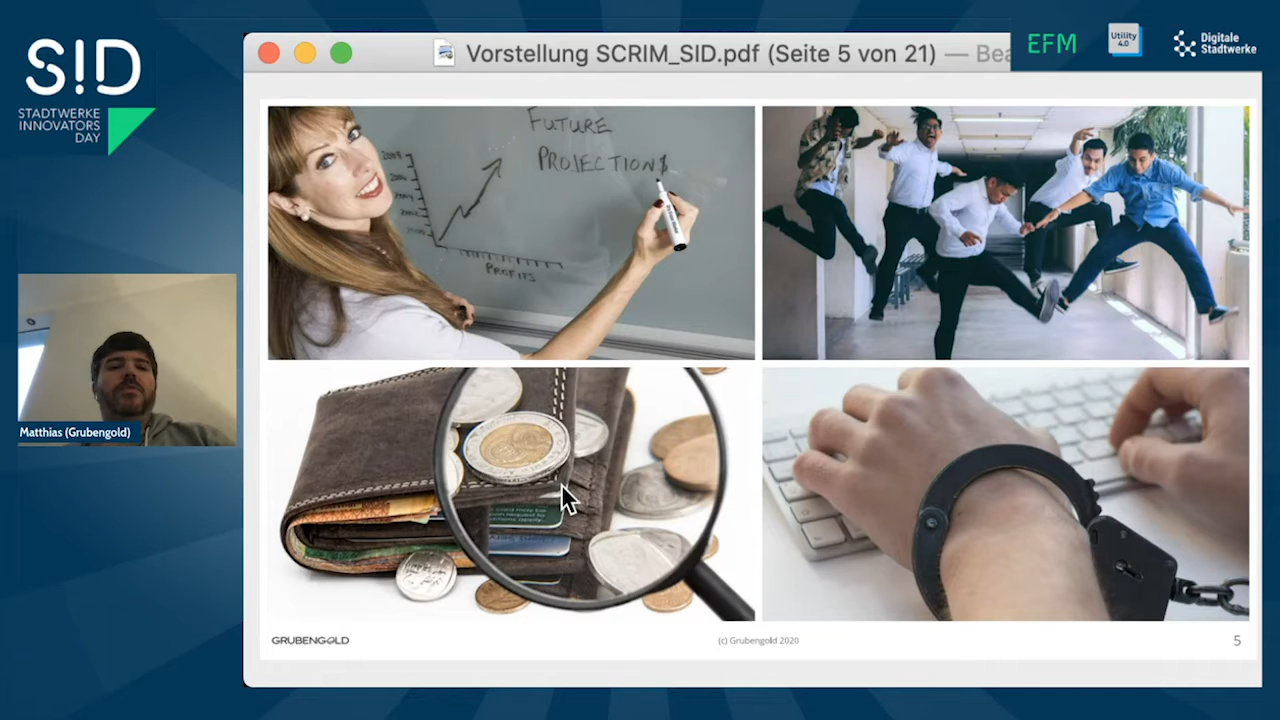 S!D
STADTWERKE
INNOVATORS
DAY
Vorstellung SCRIM_SID.pdf (Seite 5 von 21) — Bea
EFM
Utility
4.0
Digitale
Stadtwerke
FUTURE
PROJECTION$
PROFITS
Matthias (Grubengold)
GRUBENGOLD
(c) Grubengold 2020
5